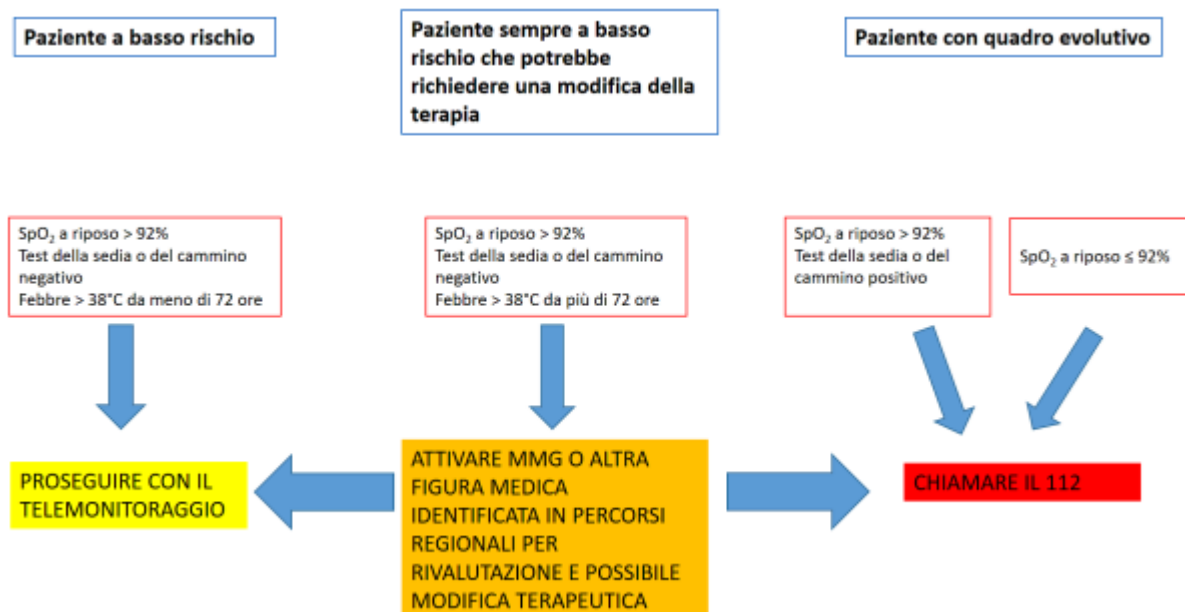 Paziente a basso rischio
Paziente sempre a basso
rischio che potrebbe
richiedere una modifica della
terapia
Paziente con quadro evolutivo
SpO₂ a riposo > 92%
Test della sedia o del cammino
negativo
Febbre > 38°C da meno di 72 ore
SpO₂ a riposo > 92%
Test della sedia o del cammino
negativo
Febbre > 38°C da più di 72 ore
SpO₂ a riposo > 92%
Test della sedia o del
cammino positivo
SpO₂ a riposo ≤ 92%
PROSEGUIRE CON IL
TELEMONITORAGGIO
ATTIVARE MMG O ALTRA
FIGURA MEDICA
IDENTIFICATA IN PERCORSI
REGIONALI PER
RIVALUTAZIONE E POSSIBILE
MODIFICA TERAPEUTICA
CHIAMARE IL 112